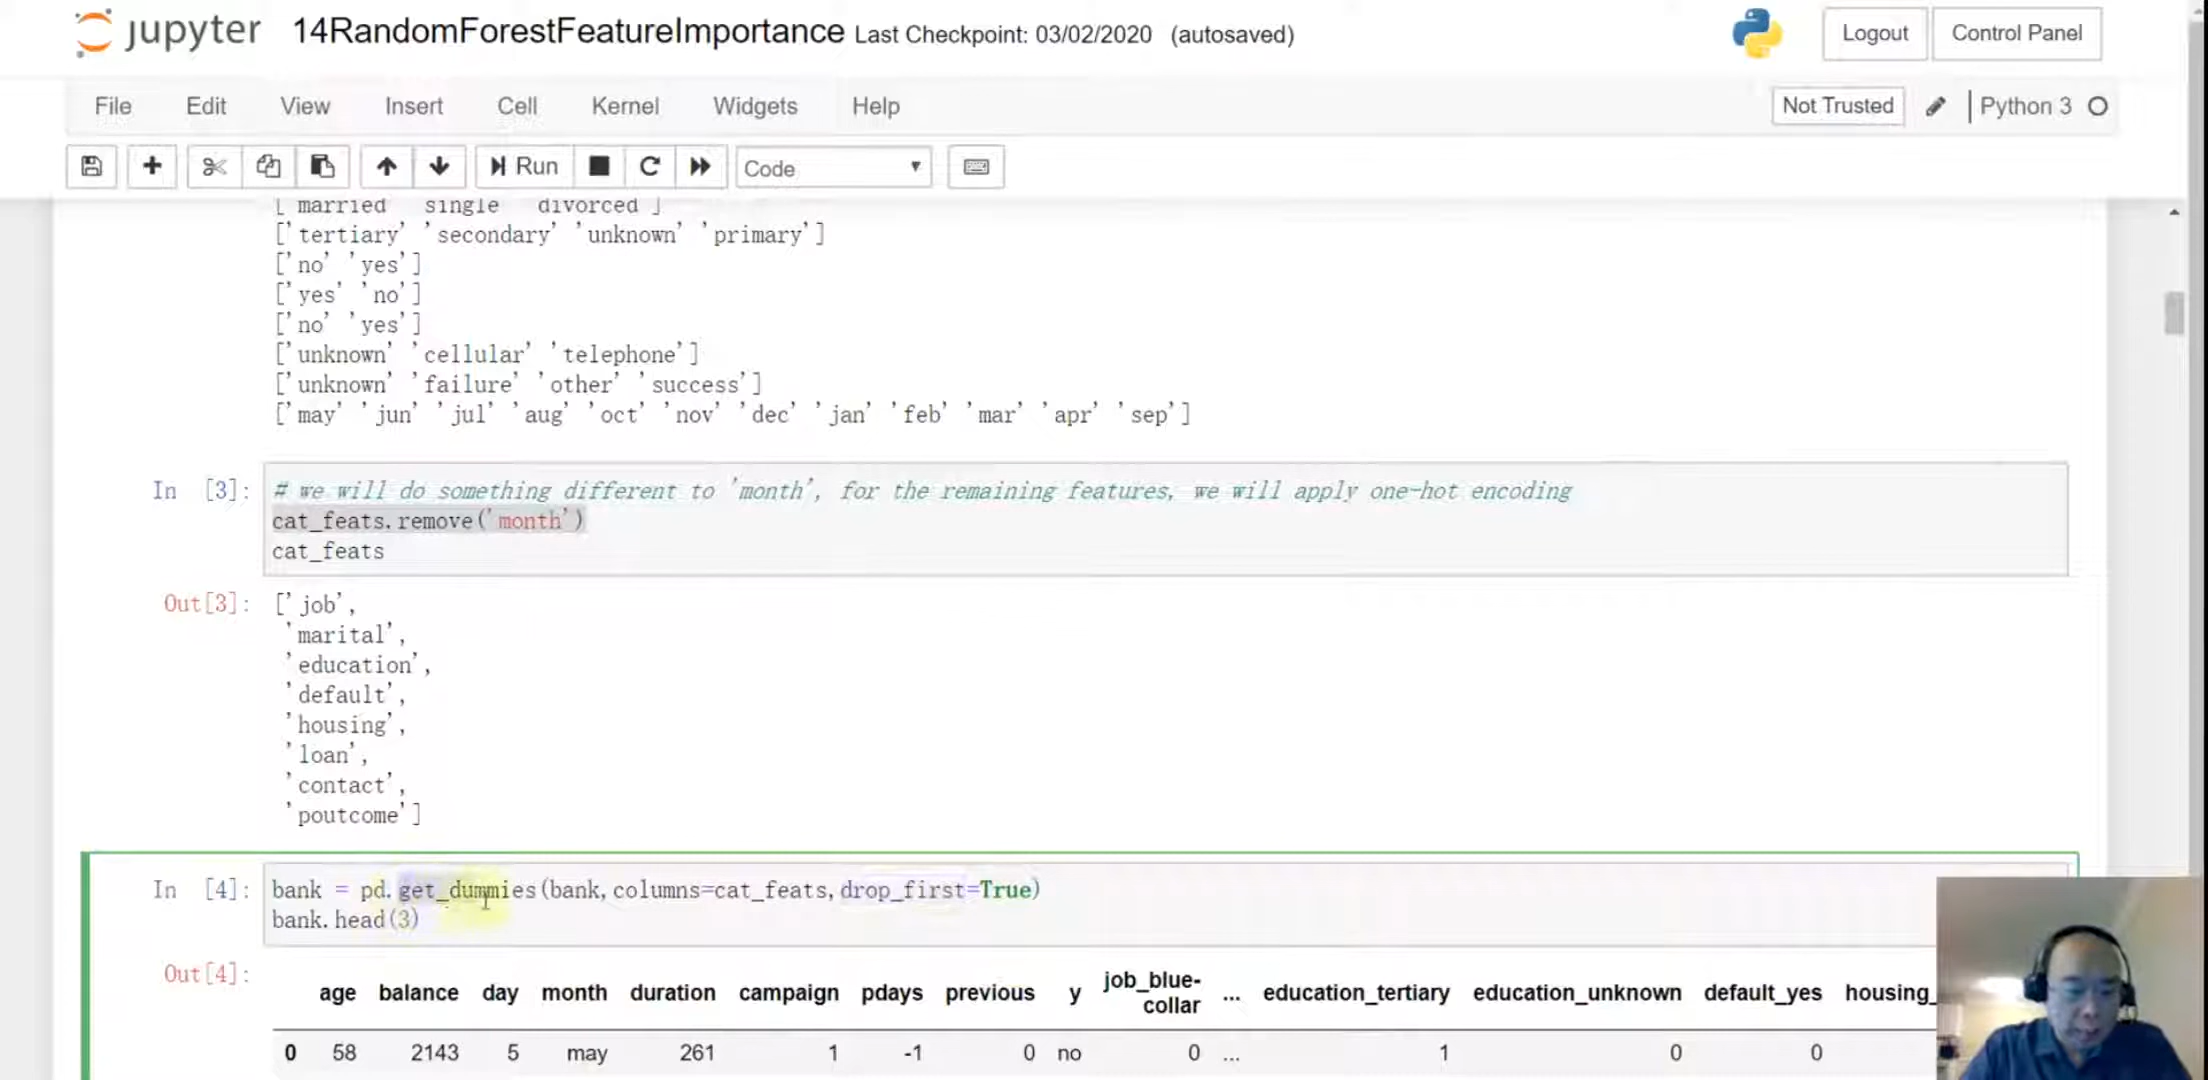 jupyter 14RandomForestFeatureImportance Last Checkpoint: 03/02/2020 (autosaved) Logout Control Panel
File Edit View Insert Cell Kernel Widgets Help Not Trusted Python 3
Run Code
[ married single divorced ]
['tertiary' 'secondary' 'unknown' 'primary']
['no' 'yes']
['yes' 'no']
['no' 'yes']
['unknown' 'cellular' 'telephone']
['unknown' 'failure' 'other' 'success']
['may' 'jun' 'jul' 'aug' 'oct' 'nov' 'dec' 'jan' 'feb' 'mar' 'apr' 'sep']
In [3]: # we will do something different to 'month', for the remaining features, we will apply one-hot encoding
cat_feats.remove('month')
cat_feats
Out[3]: ['job',
'marital',
'education',
'default',
'housing',
'loan',
'contact',
'poutcome']
In [4]: bank = pd.get_dummies(bank,columns=cat_feats,drop_first=True)
bank.head(3)
Out[4]:
age balance day month duration campaign pdays previous y job_blue-collar ... education_tertiary education_unknown default_yes housing_
0 58 2143 5 may 261 1 -1 0 no 0 ... 1 0 0